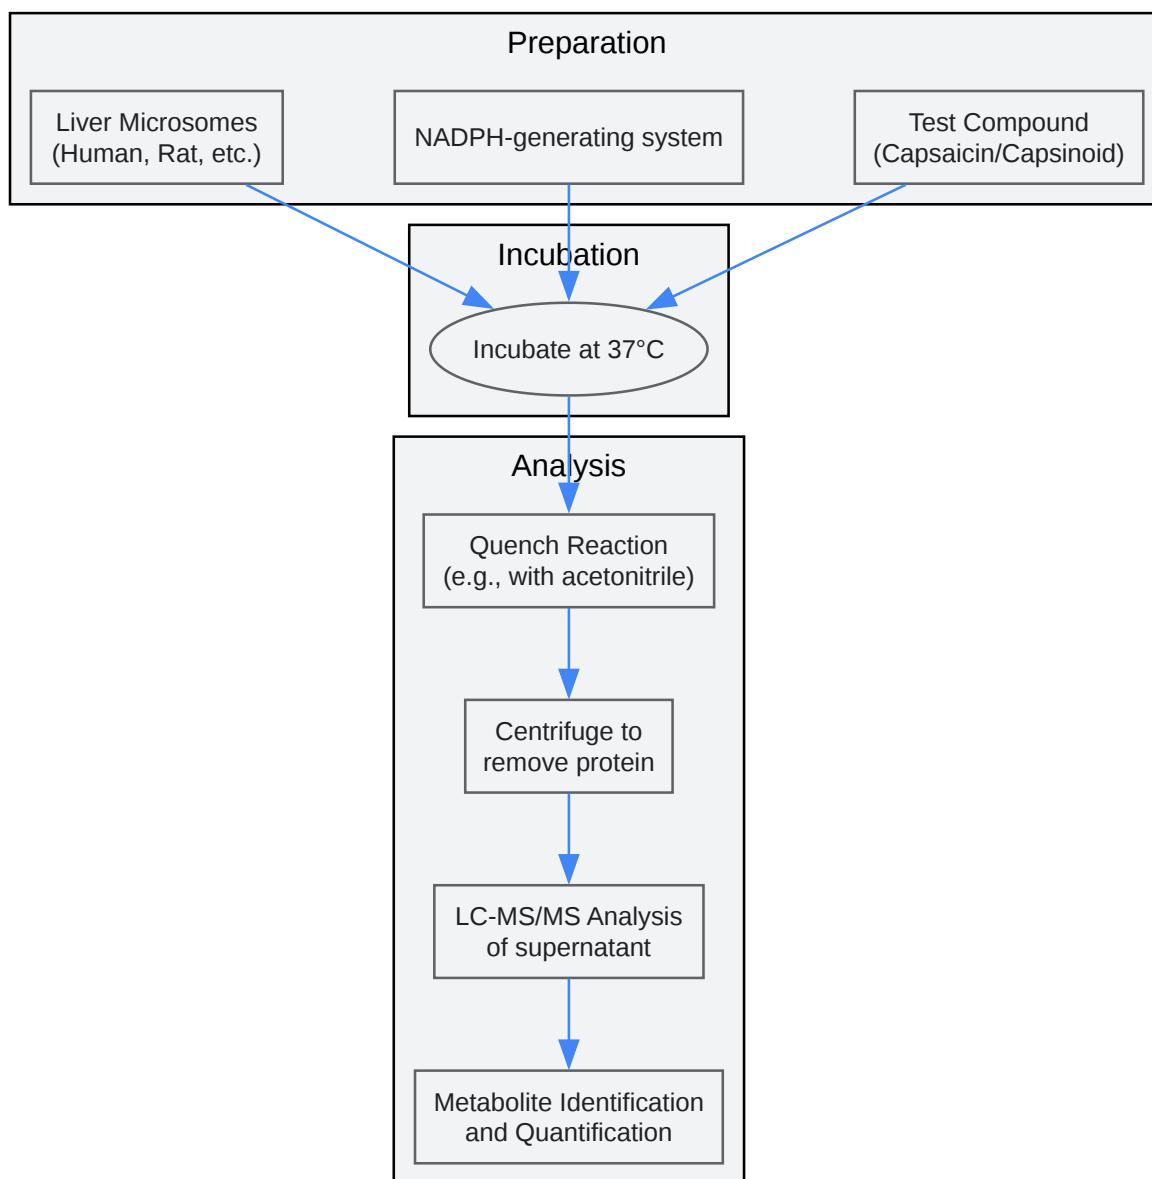 Preparation
Liver Microsomes
(Human, Rat, etc.)
NADPH-generating system
Test Compound
(Capsaicin/Capsinoid)
Incubation
Incubate at 37°C
Analysis
Quench Reaction
(e.g., with acetonitrile)
Centrifuge to
remove protein
LC-MS/MS Analysis
of supernatant
Metabolite Identification
and Quantification